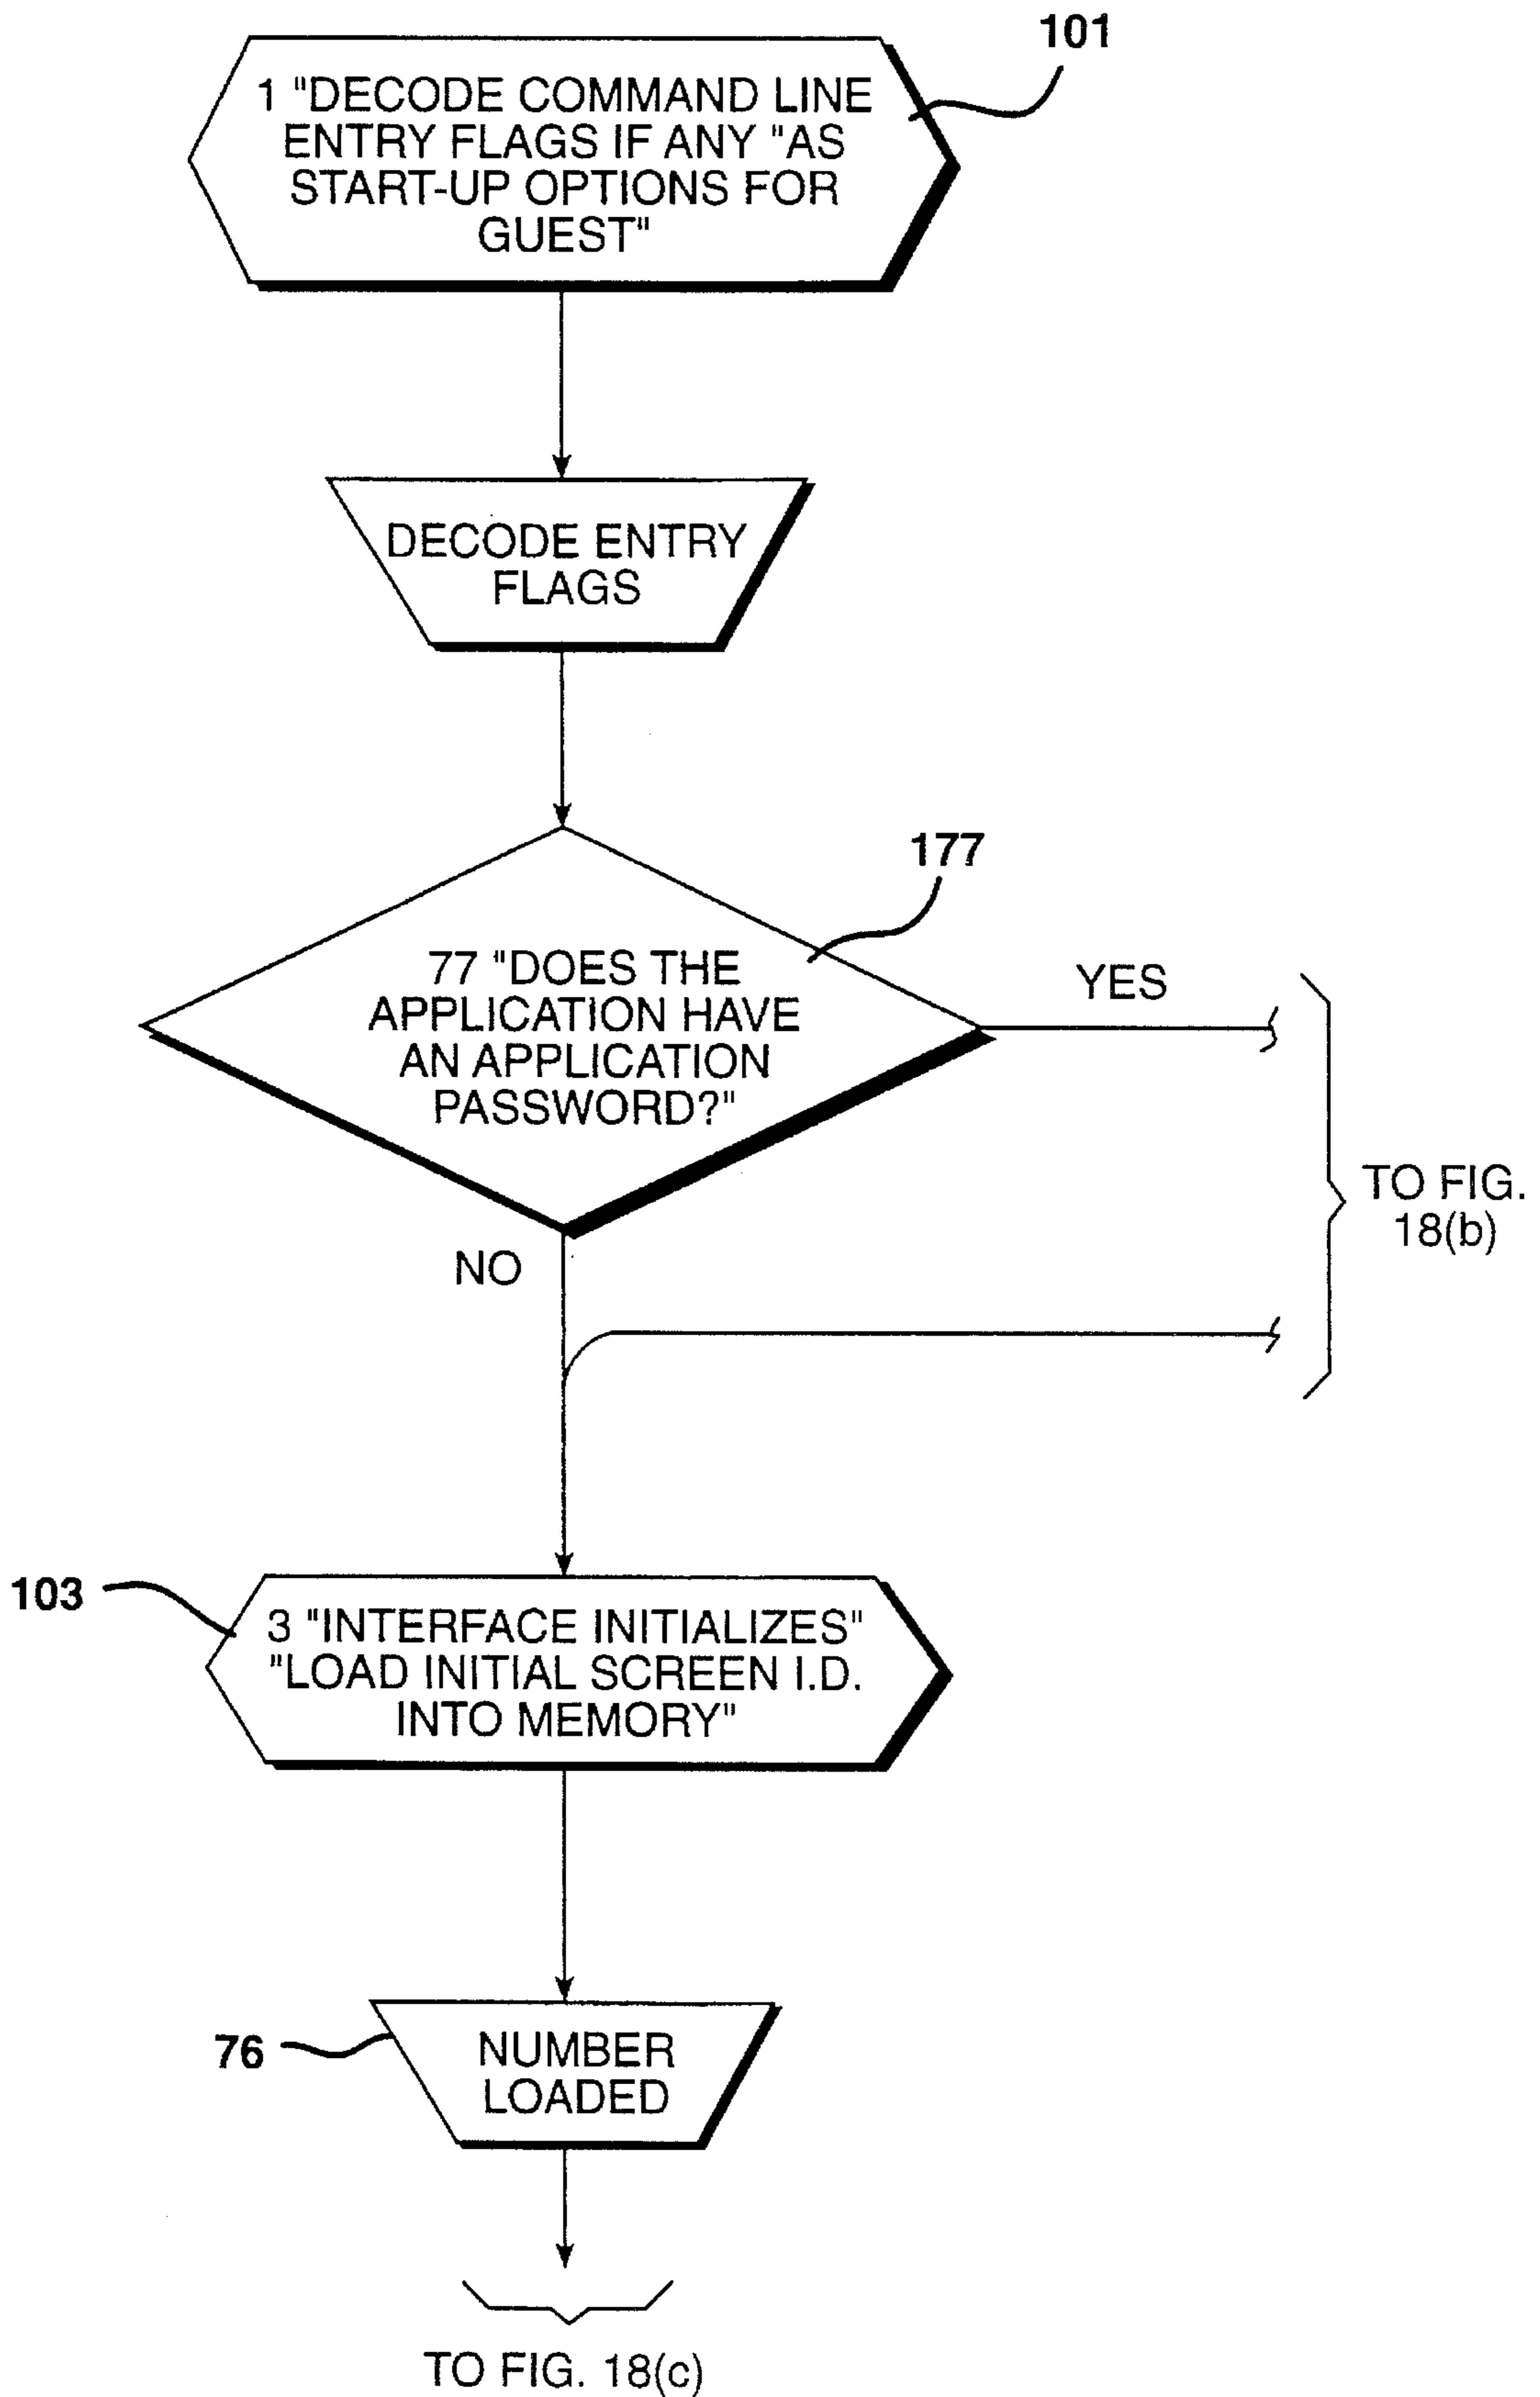 101
1 "DECODE COMMAND LINE
ENTRY FLAGS IF ANY "AS
START-UP OPTIONS FOR
GUEST"
DECODE ENTRY
FLAGS
177
77 "DOES THE
APPLICATION HAVE
AN APPLICATION
PASSWORD?"
YES
TO FIG.
18(b)
NO
103
3 "INTERFACE INITIALIZES"
"LOAD INITIAL SCREEN I.D.
INTO MEMORY"
76
NUMBER
LOADED
TO FIG. 18(c)